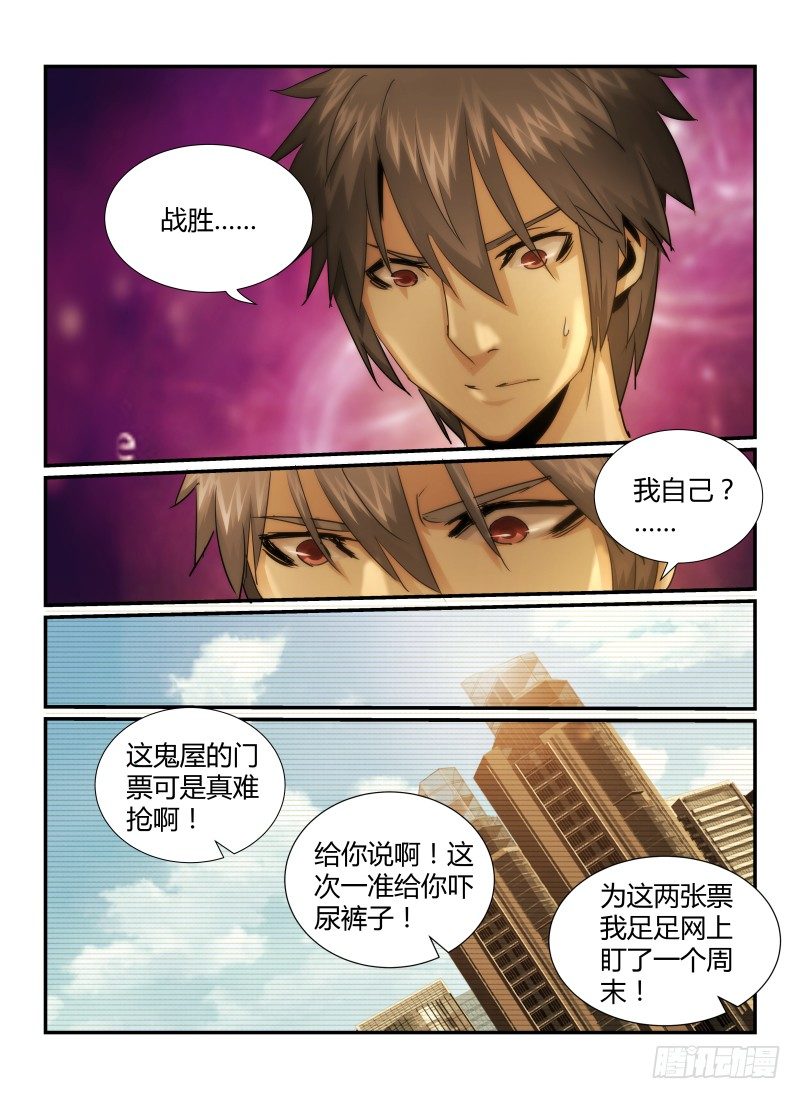 战胜……
e
我自己？
……
这鬼屋的门
票可是真难
抢啊！
给你说啊！这
次一准给你吓
尿裤子！
为这两张票
我足足网上
盯了一个周
末！
腾讯动漫